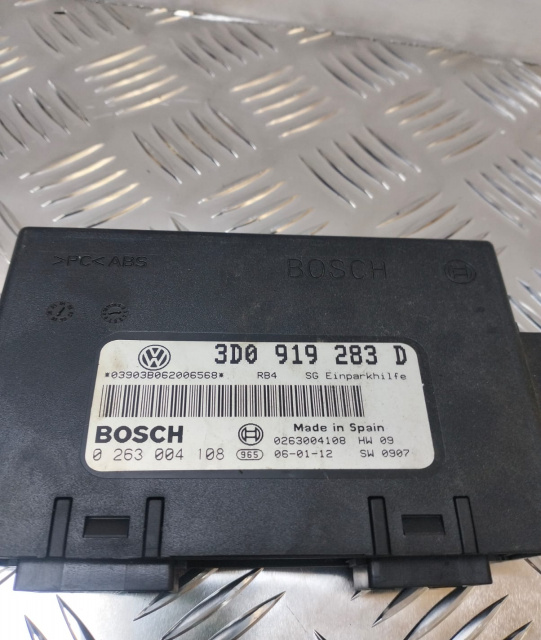 >PC<ABS
BOSCH
3D0 919 283 D
*03903B062006568* RB4 SG Einparkhilfe
BOSCH
Made in Spain
0263004108 HW 09
0 263 004 108 965 06-01-12 SW 0907